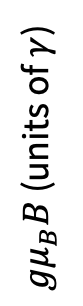 gμ_B B (units of γ)